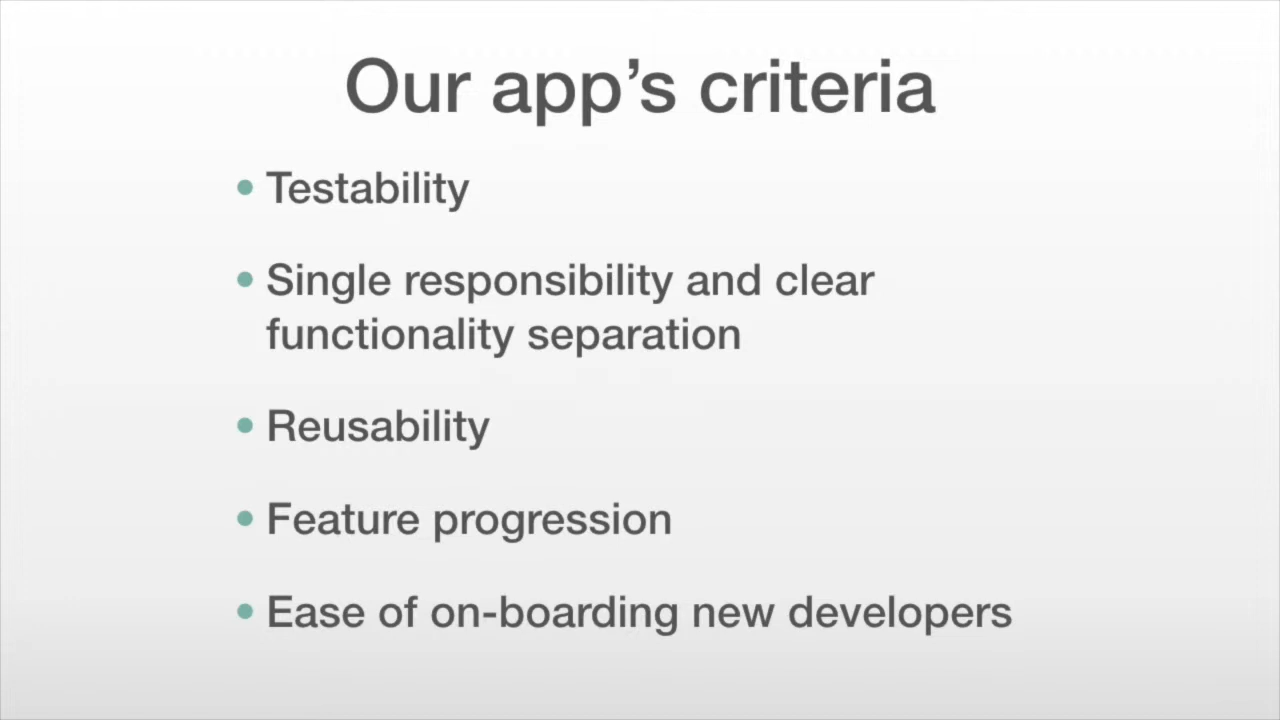 Our app’s criteria
• Testability
• Single responsibility and clear
functionality separation
• Reusability
• Feature progression
• Ease of on-boarding new developers